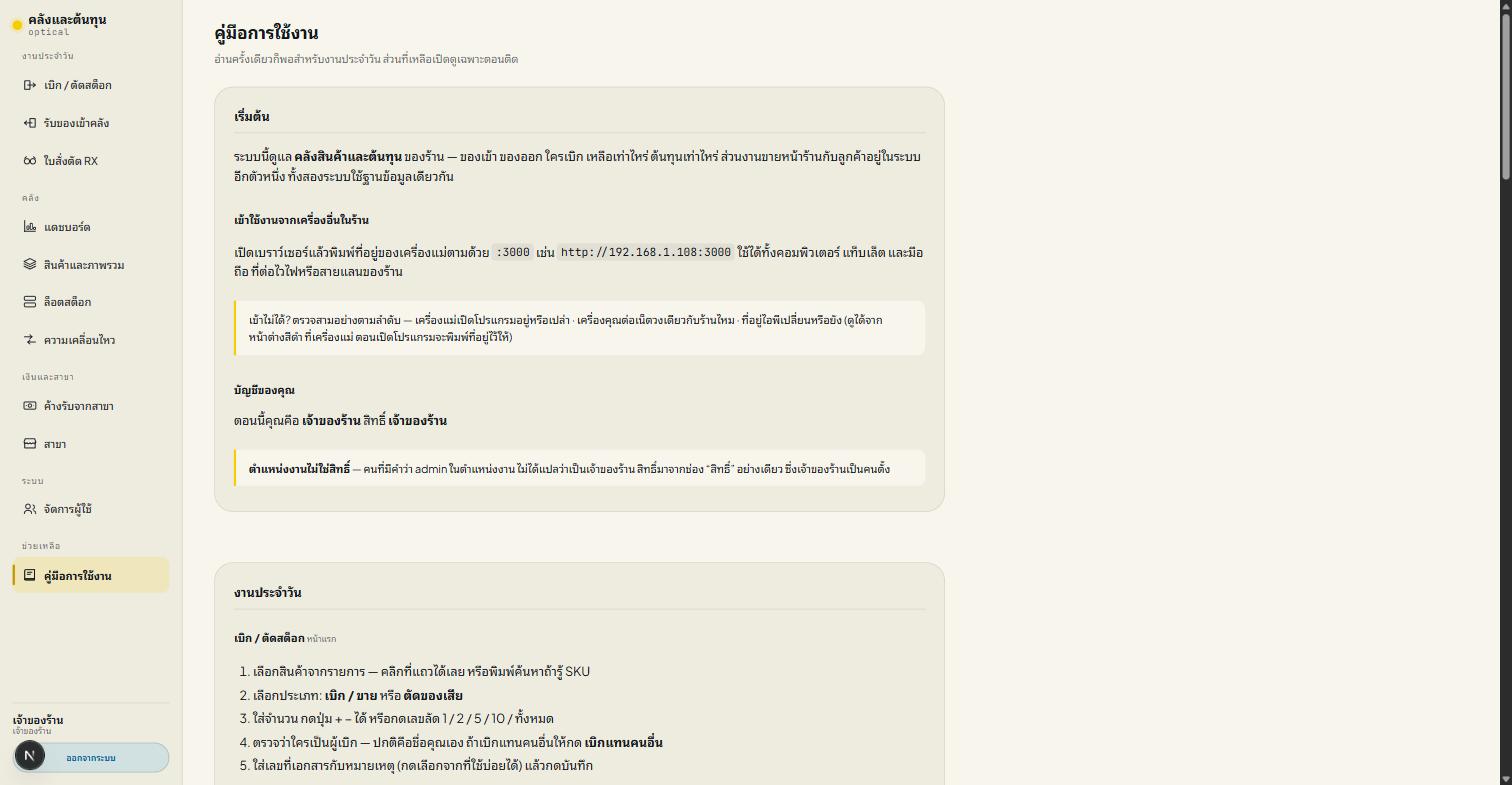 คลังและต้นทุน
optical
งานประจำวัน
เบิก / ตัดสต็อก
รับของเข้าคลัง
ใบสั่งตัด RX
คลัง
แดชบอร์ด
สินค้าและภาพรวม
ล็อตสต็อก
ความเคลื่อนไหว
เงินและสาขา
ค้างรับจากสาขา
สาขา
ระบบ
จัดการผู้ใช้
ช่วยเหลือ
คู่มือการใช้งาน
เจ้าของร้าน
เจ้าของร้าน
N
ออกจากระบบ
คู่มือการใช้งาน
อ่านครั้งเดียวก็พอสำหรับงานประจำวัน ส่วนที่เหลือเปิดดูเฉพาะตอนติด
เริ่มต้น
ระบบนี้ดูแล คลังสินค้าและต้นทุน ของร้าน — ของเข้า ของออก ใครเบิก เหลือเท่าไหร่ ต้นทุนเท่าไหร่ ส่วนงานขายหน้าร้านกับลูกค้าอยู่ในระบบ
อีกตัวหนึ่ง ทั้งสองระบบใช้ฐานข้อมูลเดียวกัน
เข้าใช้งานจากเครื่องอื่นในร้าน
เปิดเบราว์เซอร์แล้วพิมพ์ที่อยู่ของเครื่องแม่ตามด้วย :3000 เช่น http://192.168.1.108:3000 ใช้ได้ทั้งคอมพิวเตอร์ แท็บเล็ต และมือ
ถือ ที่ต่อไวไฟหรือสายแลนของร้าน
เข้าไม่ได้? ตรวจสามอย่างตามลำดับ — เครื่องแม่เปิดโปรแกรมอยู่หรือเปล่า · เครื่องคุณต่อเน็ตวงเดียวกับร้านไหม · ที่อยู่ไอพีเปลี่ยนหรือยัง (ดูได้จาก
หน้าต่างสีดำ ที่เครื่องแม่ ตอนเปิดโปรแกรมจะพิมพ์ที่อยู่ไว้ให้)
บัญชีของคุณ
ตอนนี้คุณคือ เจ้าของร้าน สิทธิ์ เจ้าของร้าน
ตำแหน่งงานไม่ใช่สิทธิ์ — คนที่มีคำว่า admin ในตำแหน่งงาน ไม่ได้แปลว่าเป็นเจ้าของร้าน สิทธิ์มาจากช่อง "สิทธิ์" อย่างเดียว ซึ่งเจ้าของร้านเป็นคนตั้ง
งานประจำวัน
เบิก / ตัดสต็อก หน้าแรก
1. เลือกสินค้าจากรายการ — คลิกที่แถวได้เลย หรือพิมพ์ค้นหาถ้ารู้ SKU
2. เลือกประเภท: เบิก / ขาย หรือ ตัดของเสีย
3. ใส่จำนวน กดปุ่ม + – ได้ หรือกดเลขลัด 1 / 2 / 5 / 10 / ทั้งหมด
4. ตรวจว่าใครเป็นผู้เบิก — ปกติคือชื่อคุณเอง ถ้าเบิกแทนคนอื่นให้กด เบิกแทนคนอื่น
5. ใส่เลขที่เอกสารกับหมายเหตุ (กดเลือกจากที่ใช้บ่อยได้) แล้วกดบันทึก